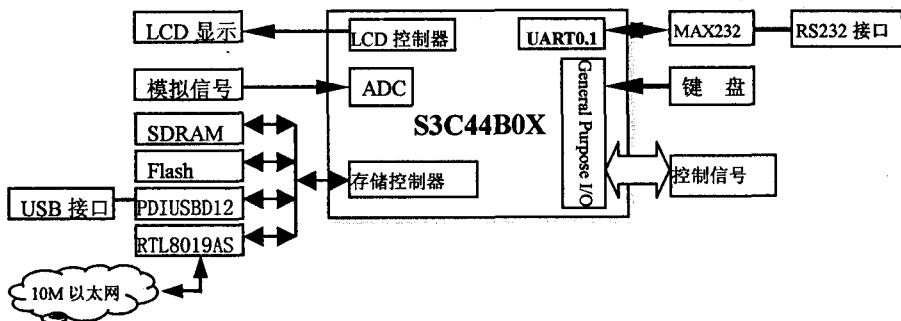 LCD 显示
LCD 控制器
UART0,1
MAX232
RS232 接口
模拟信号
ADC
General Purpose I/O
键 盘
S3C44B0X
SDRAM
Flash
存储控制器
控制信号
USB 接口
PDIUSBD12
RTL8019AS
10M 以太网